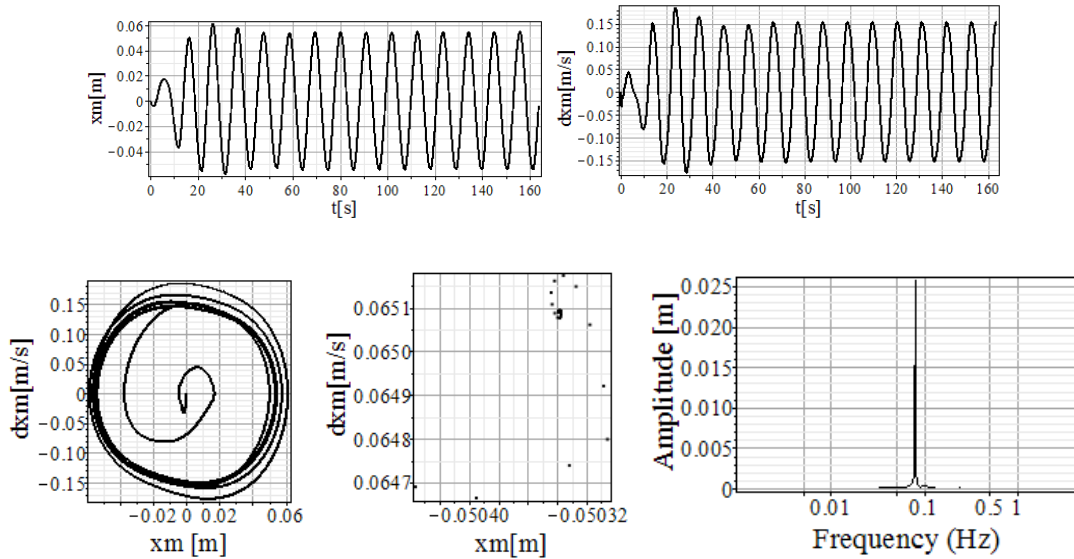 xm[m]
0.06
0.04
0.02
0
−0.02
−0.04
0 20 40 60 80 100 120 140 160
t[s]
dxm[m/s]
0.15
0.10
0.05
0
−0.05
−0.10
−0.15
0 20 40 60 80 100 120 140 160
t[s]
dxm[m/s]
0.15
0.10
0.05
0
−0.05
−0.10
−0.15
−0.02 0 0.02 0.06
xm [m]
dxm[m/s]
0.0651
0.0650
0.0649
0.0648
0.0647
−0.05040 −0.05032
xm[m]
Amplitude [m]
0.025
0.020
0.015
0.010
0.005
0
0.01 0.1 0.5 1
Frequency (Hz)